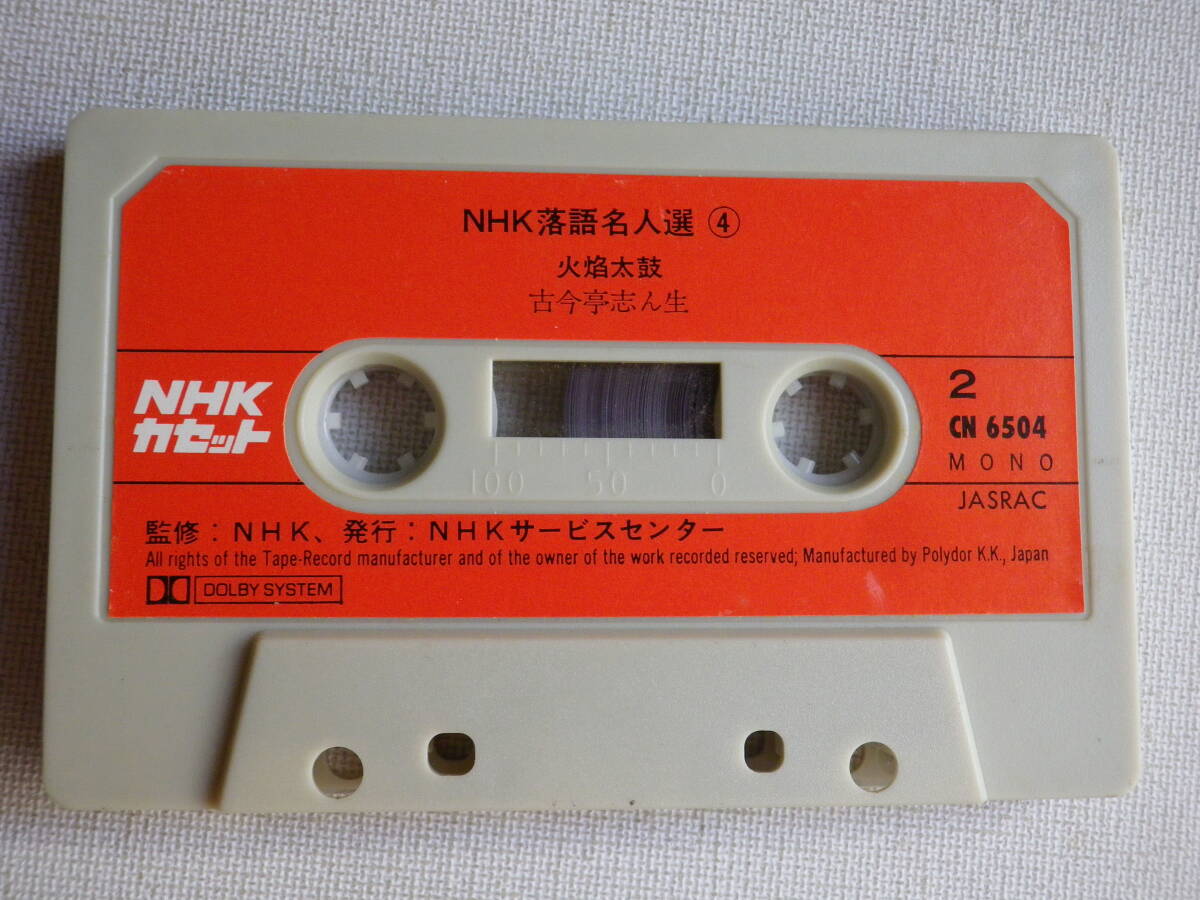 NHK落語名人選 ④
火焔太鼓
古今亭志ん生
NHK
カセット
2
CN 6504
MONO
JASRAC
100 50 0
監修：NHK、発行：NHKサービスセンター
All rights of the Tape-Record manufacturer and of the owner of the work recorded reserved; Manufactured by Polydor K.K., Japan
DOLBY SYSTEM